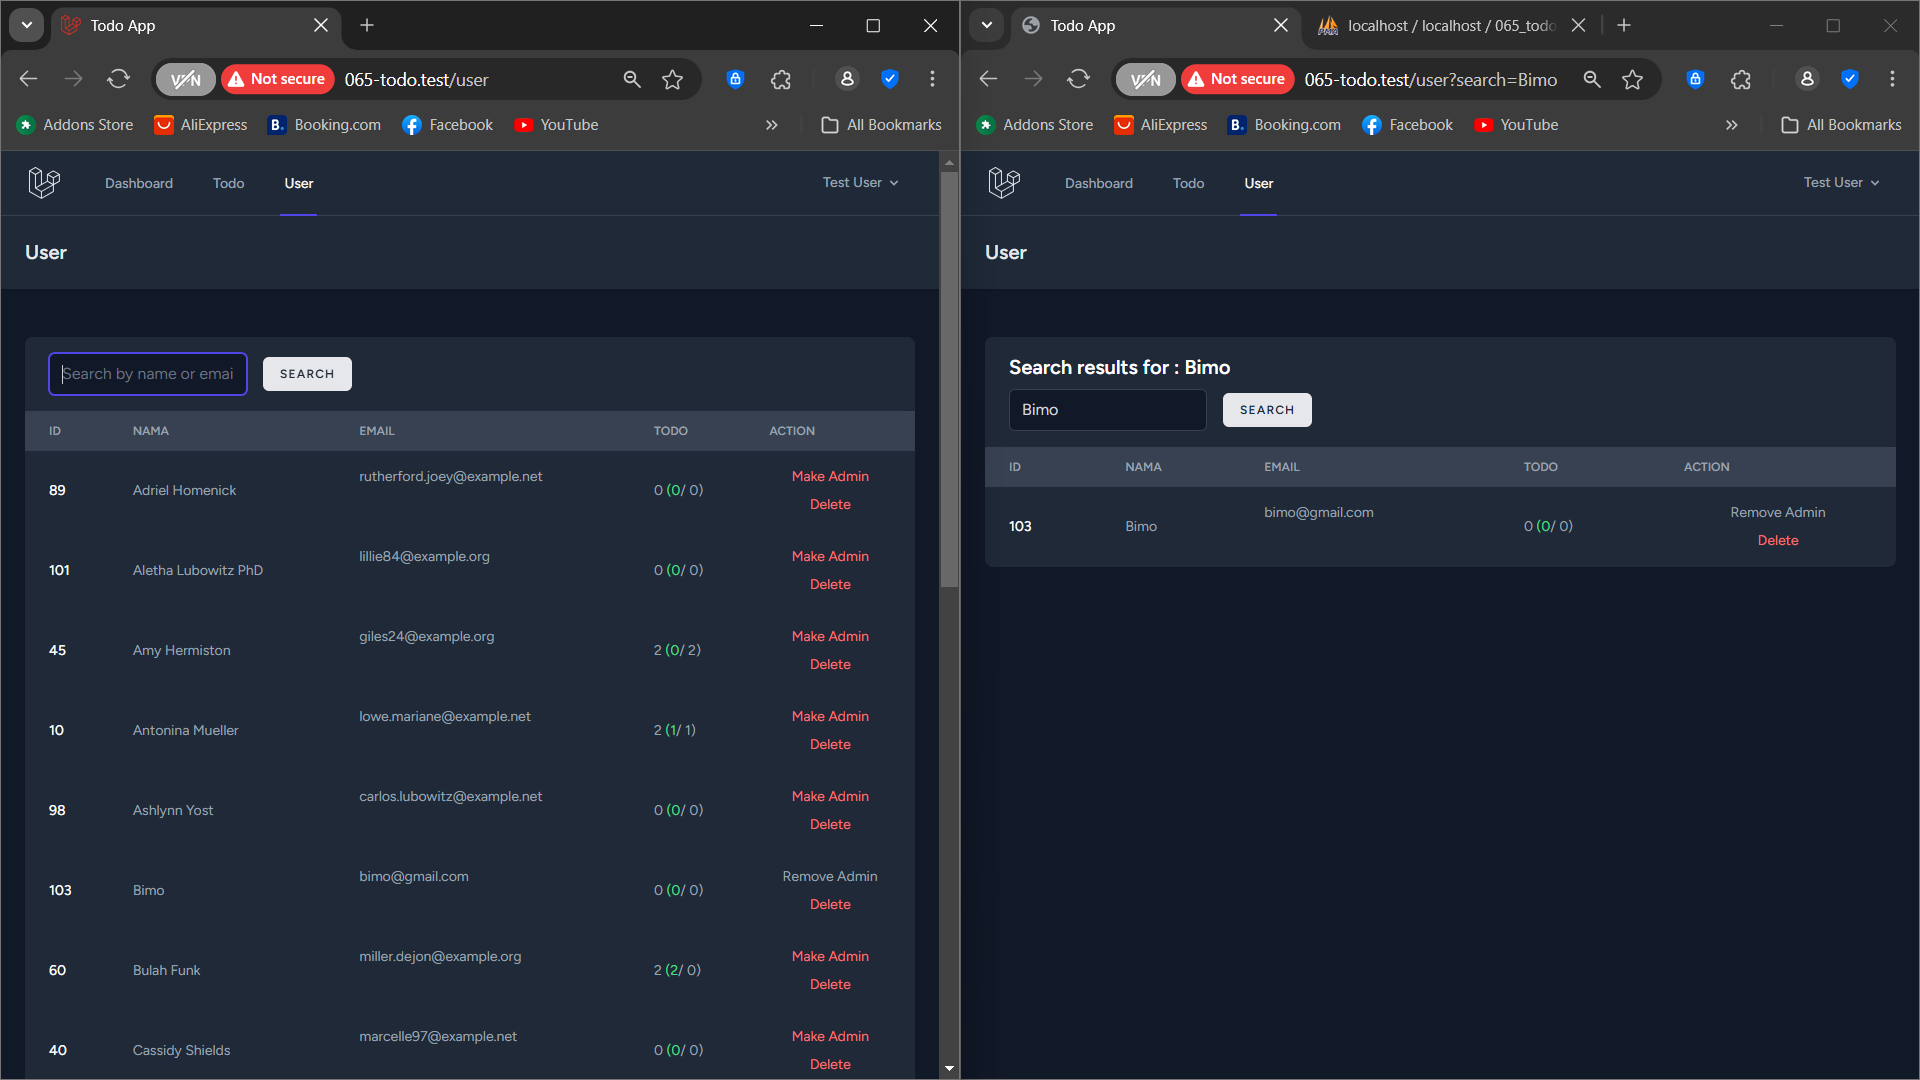 Todo App
Not secure
065-todo.test/user
Addons Store
AliExpress
Booking.com
Facebook
YouTube
All Bookmarks
Dashboard
Todo
User
Test User
User
Search by name or emai
SEARCH
ID NAMA EMAIL TODO ACTION
89 Adriel Homenick rutherford.joey@example.net 0 (0/ 0) Make Admin
Delete
101 Aletha Lubowitz PhD lillie84@example.org 0 (0/ 0) Make Admin
Delete
45 Amy Hermiston giles24@example.org 2 (0/ 2) Make Admin
Delete
10 Antonina Mueller lowe.mariane@example.net 2 (1/ 1) Make Admin
Delete
98 Ashlynn Yost carlos.lubowitz@example.net 0 (0/ 0) Make Admin
Delete
103 Bimo bimo@gmail.com 0 (0/ 0) Remove Admin
Delete
60 Bulah Funk miller.dejon@example.org 2 (2/ 0) Make Admin
Delete
40 Cassidy Shields marcelle97@example.net 0 (0/ 0) Make Admin
Delete
Todo App
localhost / localhost / 065_todo
VPN
Not secure
065-todo.test/user?search=Bimo
Addons Store
AliExpress
Booking.com
Facebook
YouTube
All Bookmarks
Dashboard
Todo
User
Test User
User
Search results for : Bimo
Bimo
SEARCH
ID NAMA EMAIL TODO ACTION
103 Bimo bimo@gmail.com 0 (0/ 0) Remove Admin
Delete